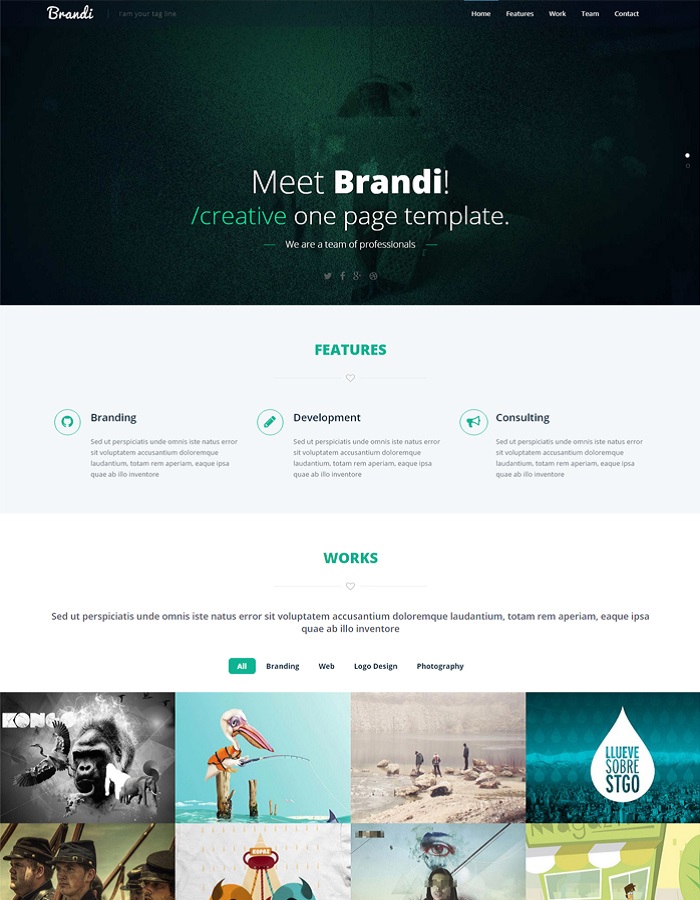 Brandi
I'am your tag line
Home Features Work Team Contact
Meet Brandi!
/creative one page template.
We are a team of professionals
FEATURES
Branding
Sed ut perspiciatis unde omnis iste natus error
sit voluptatem accusantium doloremque
laudantium, totam rem aperiam, eaque ipsa
quae ab illo inventore
Development
Sed ut perspiciatis unde omnis iste natus error
sit voluptatem accusantium doloremque
laudantium, totam rem aperiam, eaque ipsa
quae ab illo inventore
Consulting
Sed ut perspiciatis unde omnis iste natus error
sit voluptatem accusantium doloremque
laudantium, totam rem aperiam, eaque ipsa
quae ab illo inventore
WORKS
Sed ut perspiciatis unde omnis iste natus error sit voluptatem accusantium doloremque laudantium, totam rem aperiam, eaque ipsa
quae ab illo inventore
All Branding Web Logo Design Photography
LLUEVE
SOBRE
STGO